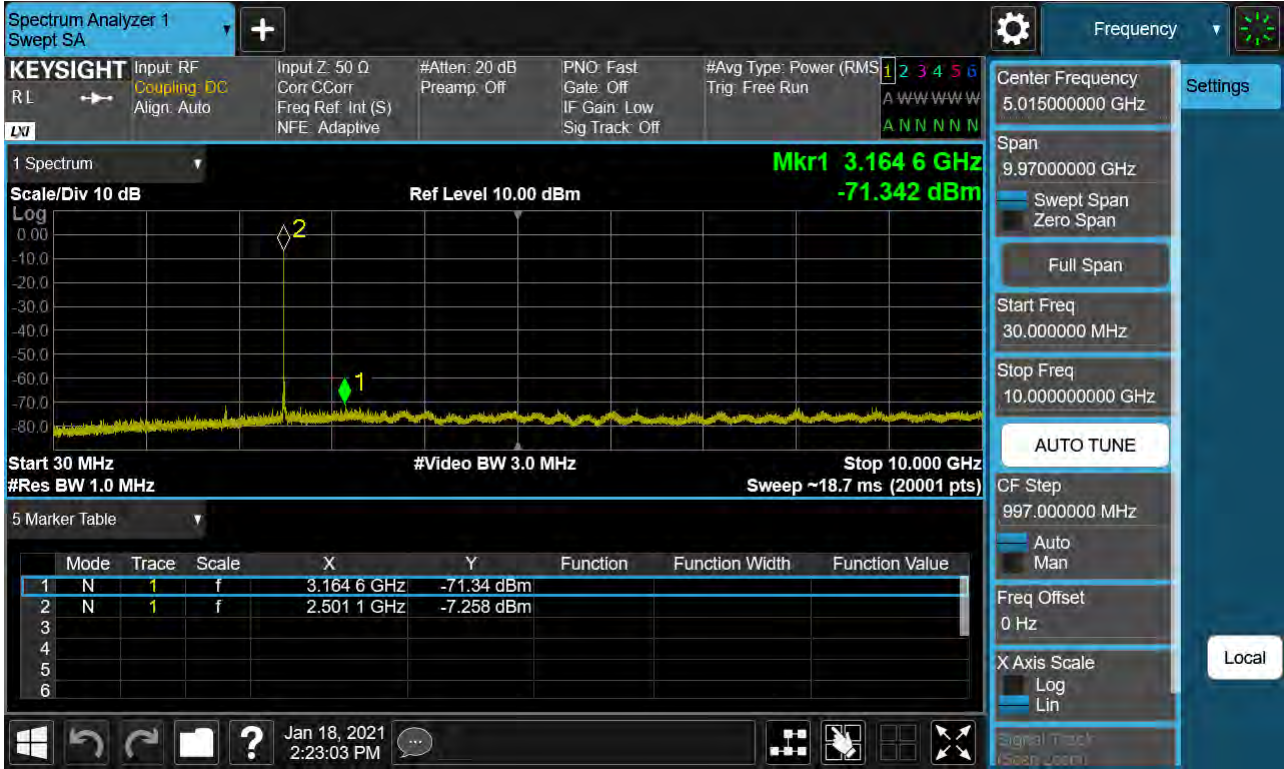 Spectrum Analyzer 1
Swept SA
Frequency
KEYSIGHT
RL
LXI
Input: RF
Coupling: DC
Align: Auto
Input Z: 50 Ω
Corr CCorr
Freq Ref: Int (S)
NFE: Adaptive
#Atten: 20 dB
Preamp: Off
PNO: Fast
Gate: Off
IF Gain: Low
Sig Track: Off
#Avg Type: Power (RMS
Trig: Free Run
1 2 3 4 5 6
A W W W W W
A N N N N N
1 Spectrum
Scale/Div 10 dB
Ref Level 10.00 dBm
Mkr1 3.164 6 GHz
-71.342 dBm
Log
0.00
-10.0
-20.0
-30.0
-40.0
-50.0
-60.0
-70.0
-80.0
2
1
Start 30 MHz
#Video BW 3.0 MHz
Stop 10.000 GHz
#Res BW 1.0 MHz
Sweep ~18.7 ms (20001 pts)
5 Marker Table
Mode Trace Scale X Y Function Function Width Function Value
1 N 1 f 3.164 6 GHz -71.34 dBm
2 N 1 f 2.501 1 GHz -7.258 dBm
3
4
5
6
Jan 18, 2021
2:23:03 PM
Center Frequency
5.015000000 GHz
Span
9.97000000 GHz
Swept Span
Zero Span
Full Span
Start Freq
30.000000 MHz
Stop Freq
10.000000000 GHz
AUTO TUNE
CF Step
997.000000 MHz
Auto
Man
Freq Offset
0 Hz
X Axis Scale
Log
Lin
Signal Track
(Span Zoom)
Settings
Local